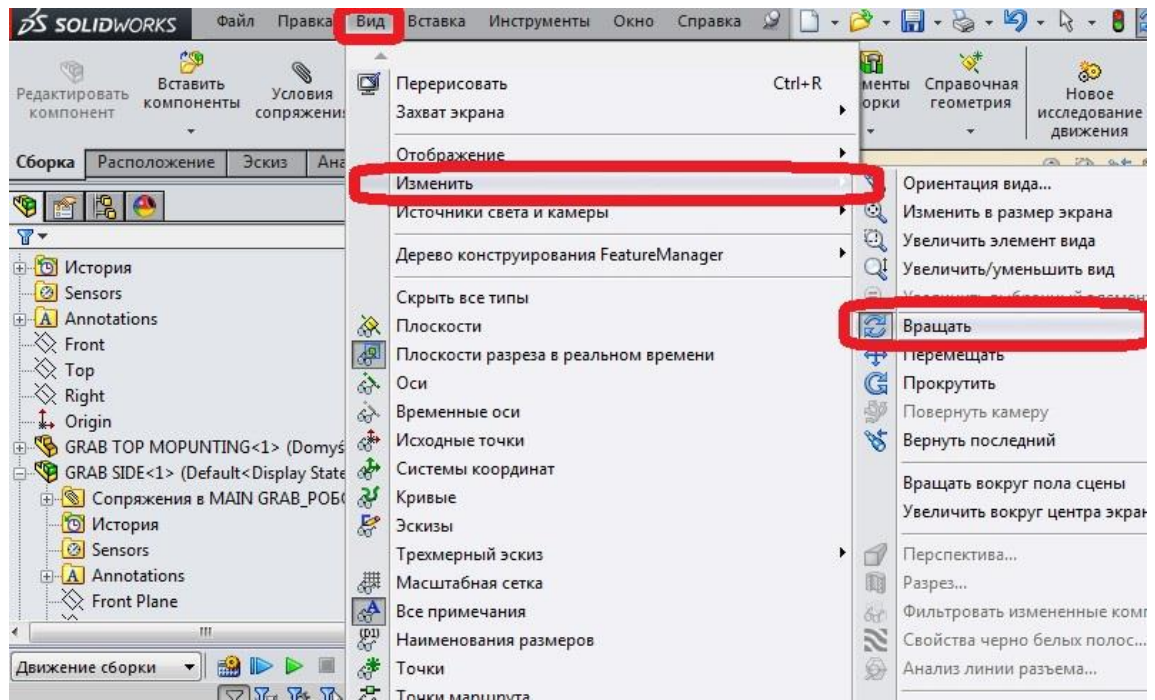 SOLIDWORKS Файл Правка Вид Вставка Инструменты Окно Справка
Редактировать компонент
Вставить компоненты
Условия
Справочная геометрия
Новое исследование движения
Сборка Расположение Эскиз
История
Sensors
Annotations
Front
Top
Right
Origin
GRAB TOP MOPUNTING<1>
GRAB SIDE<1> (Default<Display State
Сопряжения в MAIN
История
Sensors
Annotations
Front Plane
Движение сборки
Перерисовать Ctrl+R
Захват экрана
Отображение
Изменить
Источники света и камеры
Дерево конструирования FeatureManager
Скрыть все типы
Плоскости
Плоскости разреза в реальном времени
Оси
Временные оси
Исходные точки
Системы координат
Кривые
Эскизы
Трехмерный эскиз
Масштабная сетка
Все примечания
Наименования размеров
Точки
Точки маршрута
Ориентация вида...
Изменить в размер экрана
Увеличить элемент вида
Увеличить/уменьшить вид
Вращать
Перемещать
Прокрутить
Повернуть камеру
Вернуть последний
Вращать вокруг пола сцены
Увеличить вокруг центра
Перспектива...
Разрез...
Фильтровать измененные
Свойства черно белых полос...
Анализ линии разъема...